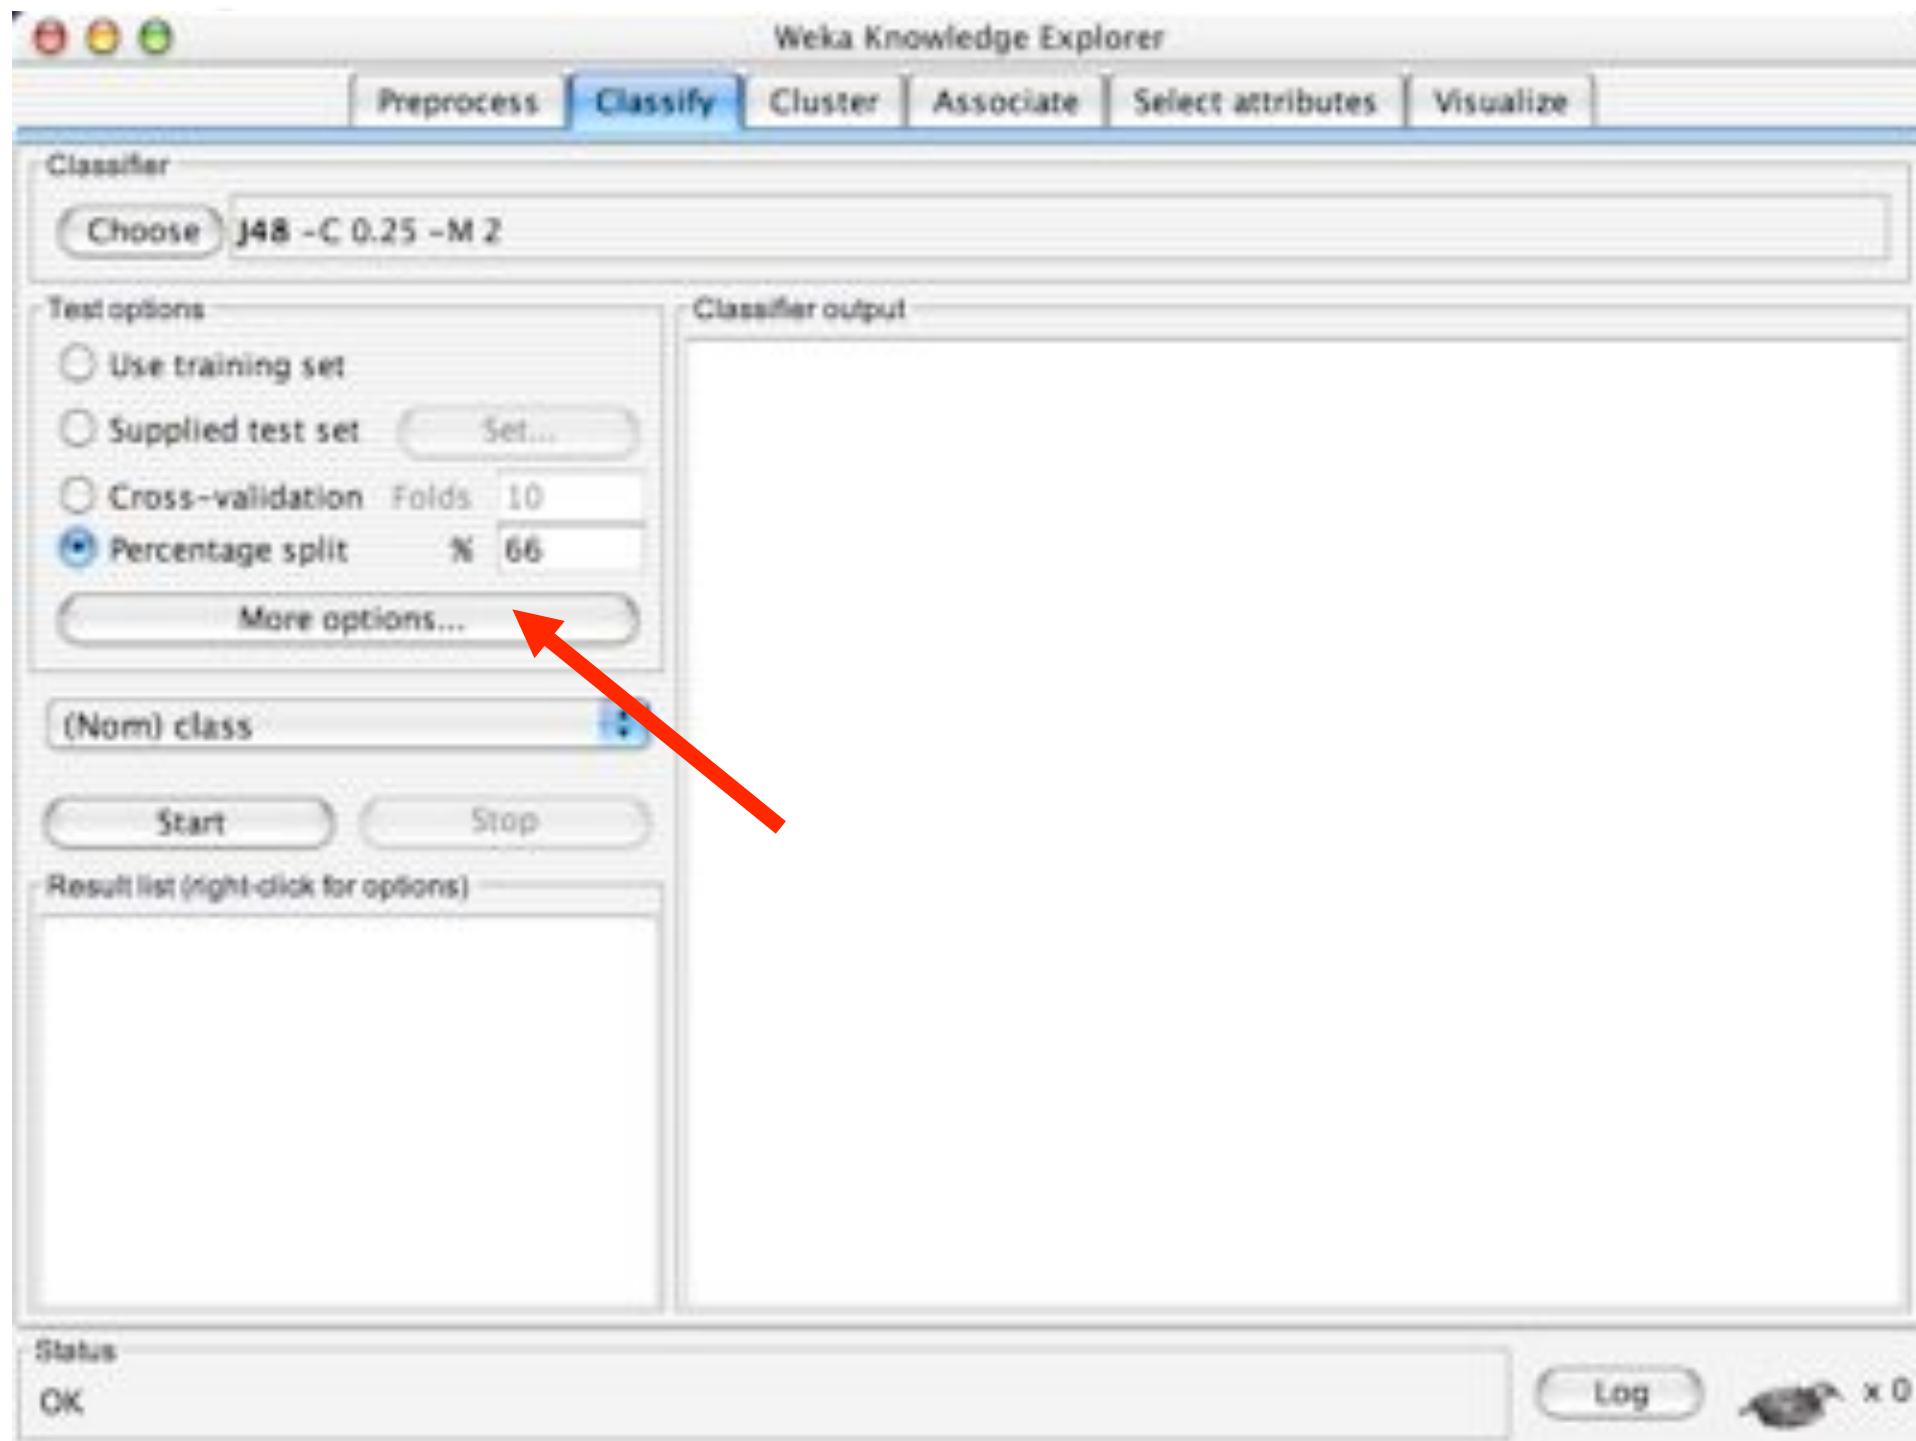 Weka Knowledge Explorer
Preprocess Classify Cluster Associate Select attributes Visualize
Classifier
Choose J48 -C 0.25 -M 2
Test options
Use training set
Supplied test set Set...
Cross-validation Folds 10
Percentage split % 66
More options...
(Nom) class
Start Stop
Result list (right-click for options)
Classifier output
Status
OK
Log x 0